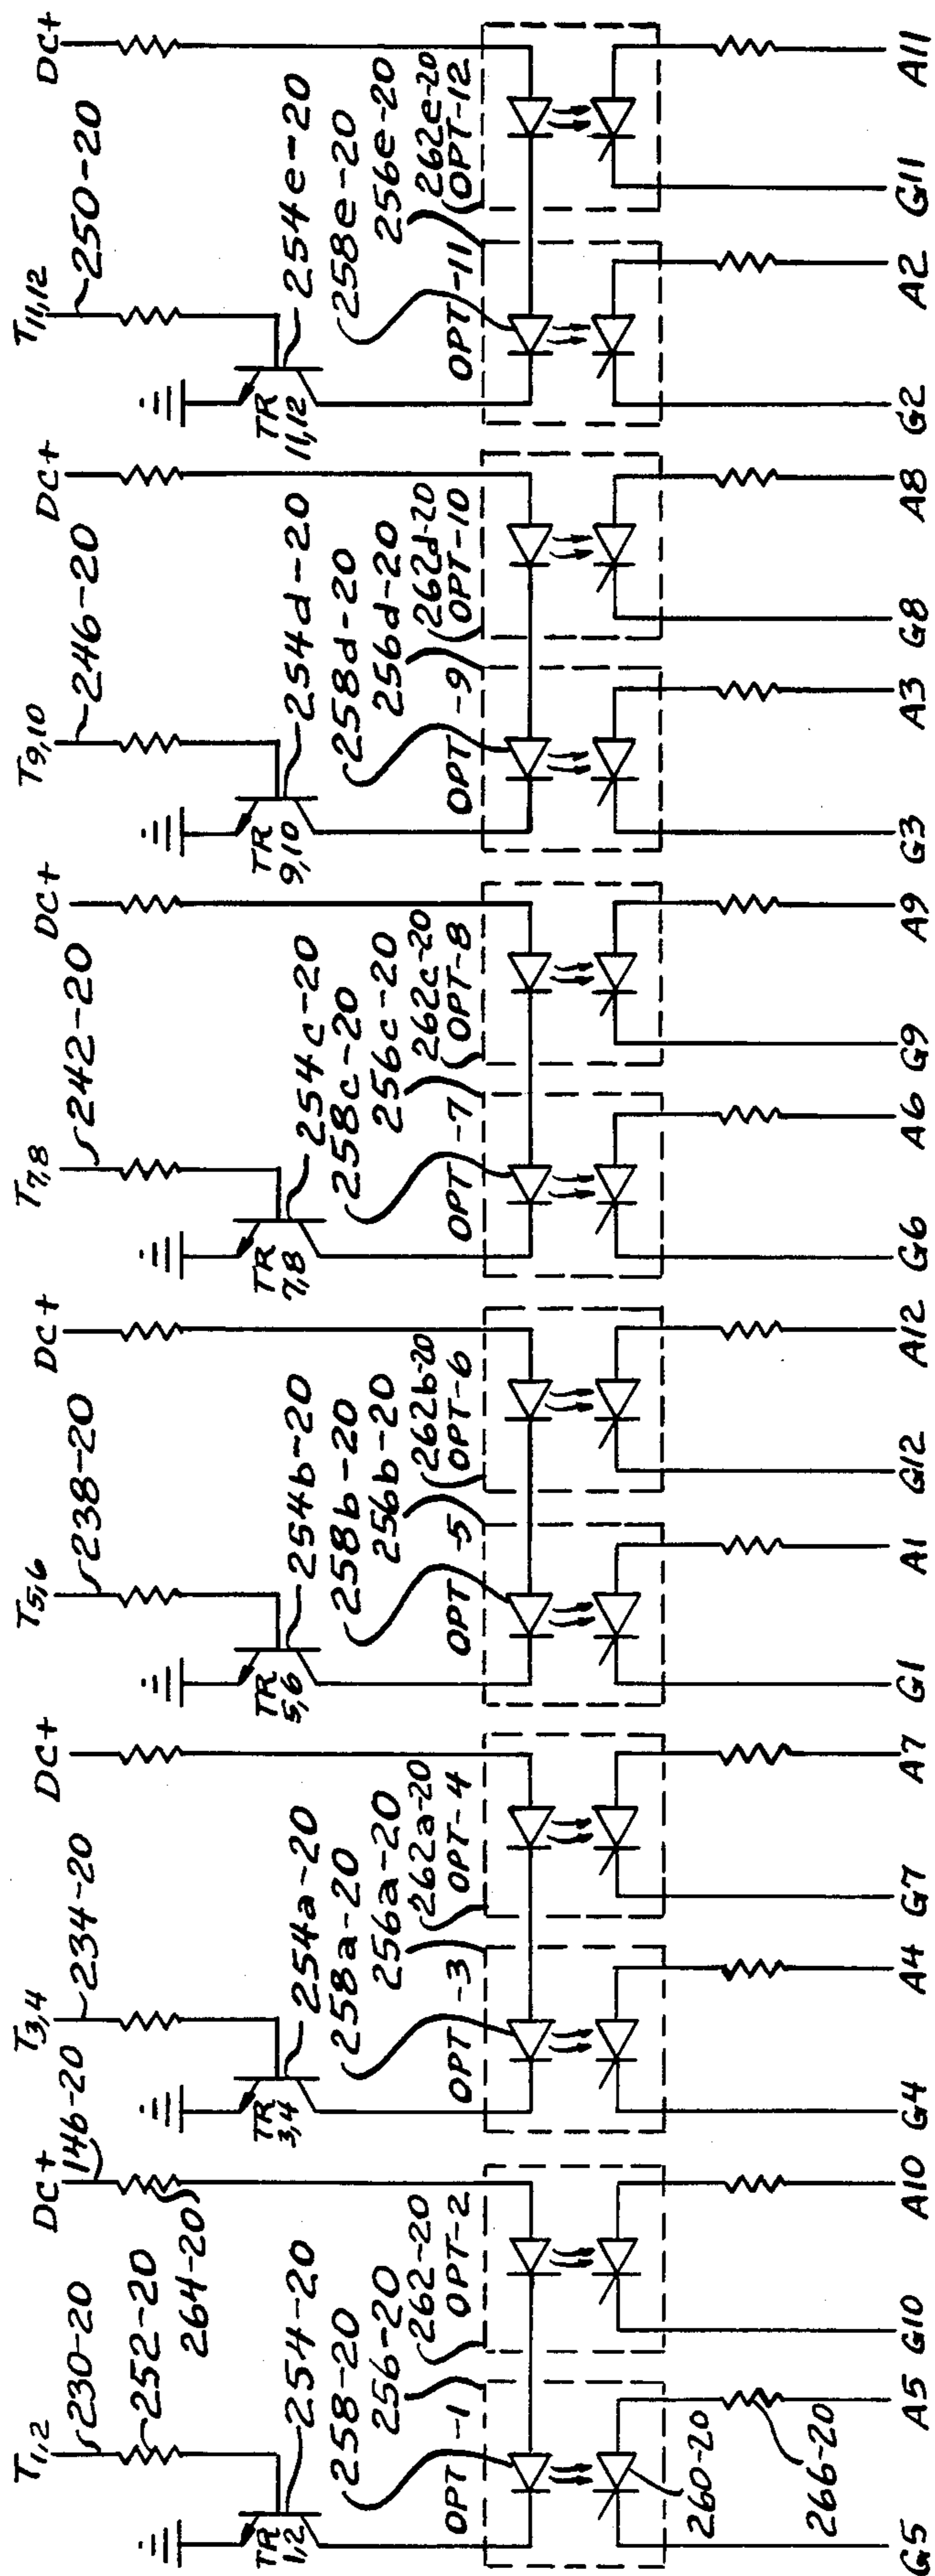 T1,2
230-20
252-20
DC+
146-20
264-20
TR
1,2
254-20
258-20
256-20
262-20
OPT-1
OPT-2
260-20
266-20
G5
A5
G10
A10
T3,4
234-20
DC+
TR
3,4
254a-20
258a-20
256a-20
262a-20
OPT-3
OPT-4
G4
A4
G7
A7
T5,6
238-20
DC+
TR
5,6
254b-20
258b-20
256b-20
262b-20
OPT-5
OPT-6
G1
A1
G12
A12
T7,8
242-20
DC+
TR
7,8
254c-20
258c-20
256c-20
262c-20
OPT-7
OPT-8
G6
A6
G9
A9
T9,10
246-20
DC+
TR
9,10
254d-20
258d-20
256d-20
262d-20
OPT-9
OPT-10
G3
A3
G8
A8
T11,12
250-20
DC+
TR
11,12
254e-20
258e-20
256e-20
262e-20
OPT-11
OPT-12
G2
A2
G11
A11